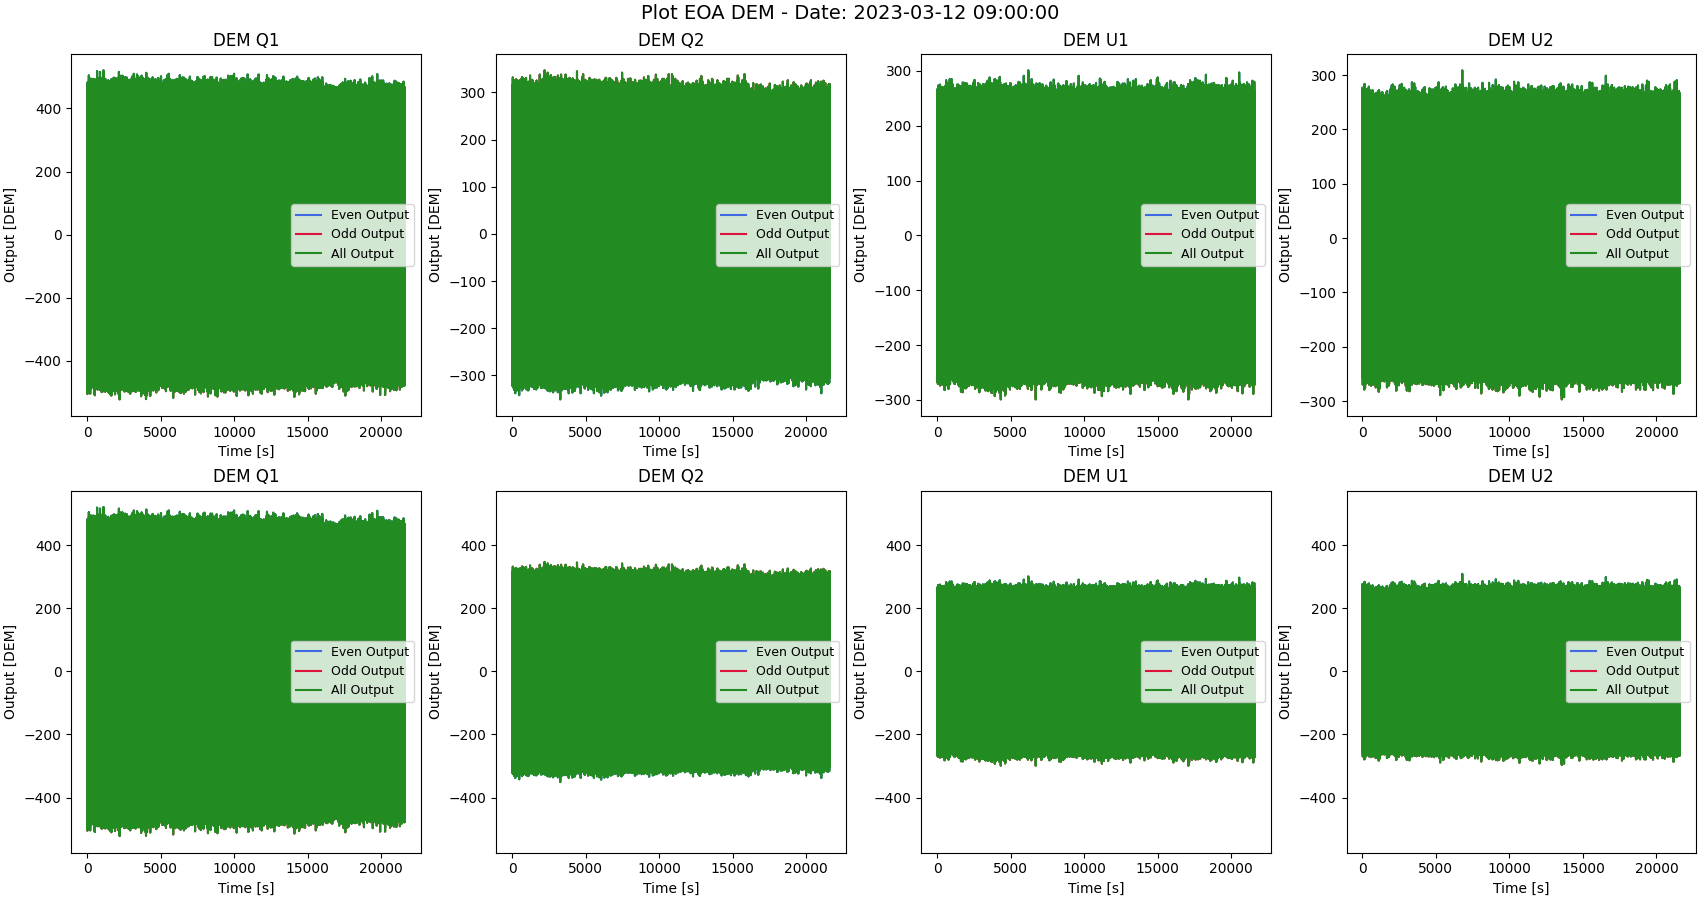 Plot EOA DEM - Date: 2023-03-12 09:00:00
DEM Q1
Output [DEM]
400
200
0
−200
−400
0 5000 10000 15000 20000
Time [s]
Even Output
Odd Output
All Output
DEM Q2
Output [DEM]
300
200
100
0
−100
−200
−300
0 5000 10000 15000 20000
Time [s]
Even Output
Odd Output
All Output
DEM U1
Output [DEM]
300
200
100
0
−100
−200
−300
0 5000 10000 15000 20000
Time [s]
Even Output
Odd Output
All Output
DEM U2
Output [DEM]
300
200
100
0
−100
−200
−300
0 5000 10000 15000 20000
Time [s]
Even Output
Odd Output
All Output
DEM Q1
Output [DEM]
400
200
0
−200
−400
0 5000 10000 15000 20000
Time [s]
Even Output
Odd Output
All Output
DEM Q2
Output [DEM]
400
200
0
−200
−400
0 5000 10000 15000 20000
Time [s]
Even Output
Odd Output
All Output
DEM U1
Output [DEM]
400
200
0
−200
−400
0 5000 10000 15000 20000
Time [s]
Even Output
Odd Output
All Output
DEM U2
Output [DEM]
400
200
0
−200
−400
0 5000 10000 15000 20000
Time [s]
Even Output
Odd Output
All Output